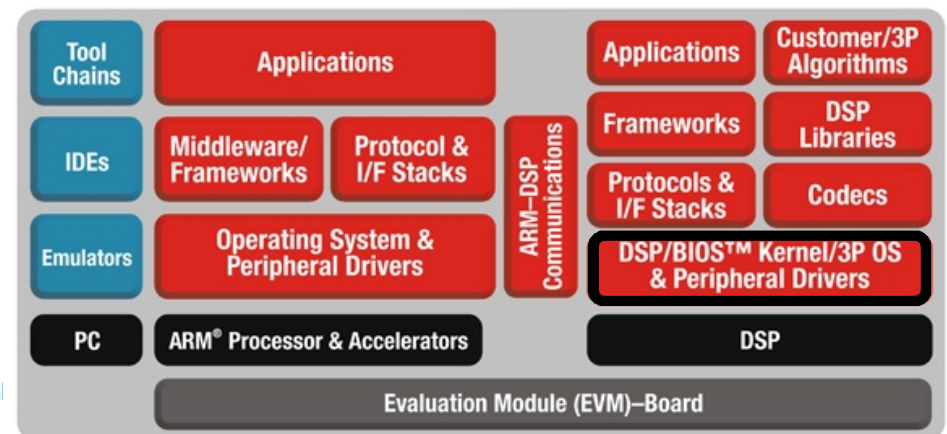 Tool
Chains
Applications
Applications
Customer/3P
Algorithms
IDEs
Middleware/
Frameworks
Protocol &
I/F Stacks
ARM–DSP
Communications
Frameworks
DSP
Libraries
Protocols &
I/F Stacks
Codecs
Emulators
Operating System &
Peripheral Drivers
DSP/BIOS™ Kernel/3P OS
& Peripheral Drivers
PC
ARM® Processor & Accelerators
DSP
Evaluation Module (EVM)–Board